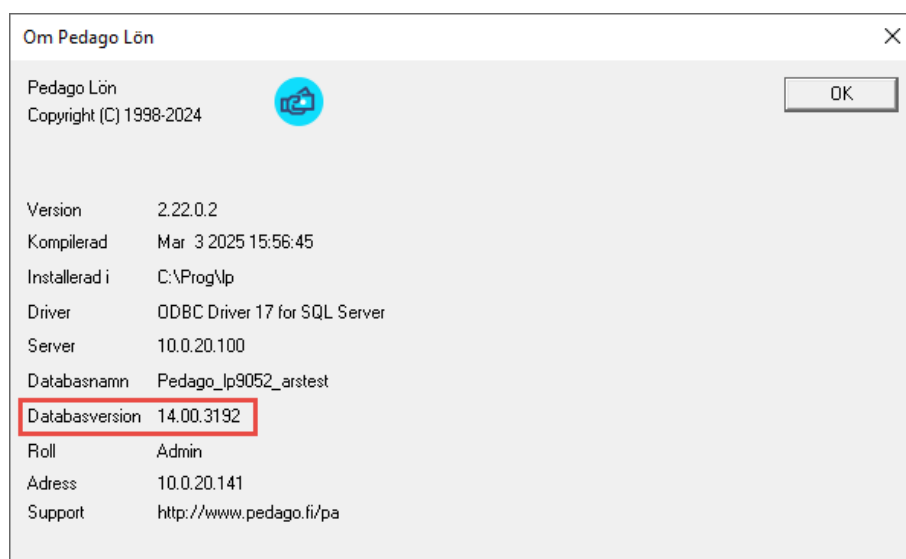 Om Pedago Lön
Pedago Lön
Copyright (C) 1998-2024
OK
Version 2.22.0.2
Kompilerad Mar 3 2025 15:56:45
Installerad i C:\Prog\lp
Driver ODBC Driver 17 for SQL Server
Server 10.0.20.100
Databasnamn Pedago_lp9052_arstest
Databasversion 14.00.3192
Roll Admin
Adress 10.0.20.141
Support http://www.pedago.fi/pa